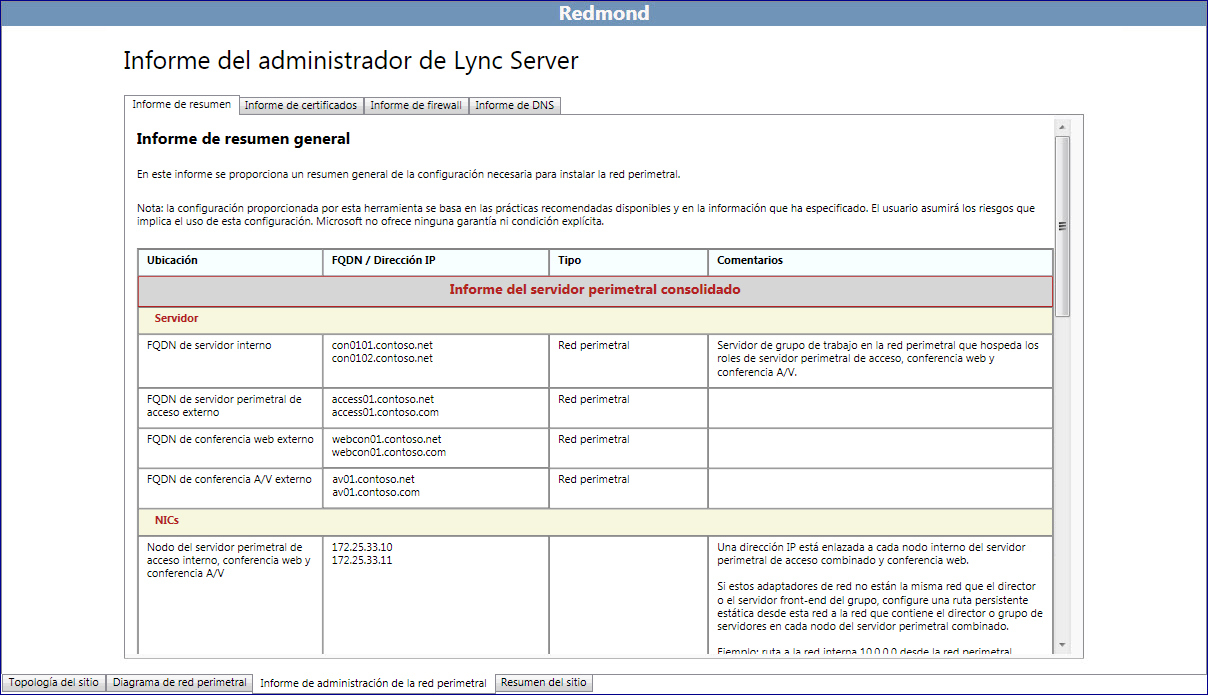 Redmond
Informe del administrador de Lync Server
Informe de resumen
Informe de certificados
Informe de firewall
Informe de DNS
Informe de resumen general
En este informe se proporciona un resumen general de la configuración necesaria para instalar la red perimetral.
Nota: la configuración proporcionada por esta herramienta se basa en las prácticas recomendadas disponibles y en la información que ha especificado. El usuario asumirá los riesgos que
implica el uso de esta configuración. Microsoft no ofrece ninguna garantía ni condición explícita.
Ubicación
FQDN / Dirección IP
Tipo
Comentarios
Informe del servidor perimetral consolidado
Servidor
FQDN de servidor interno
con0101.contoso.net
con0102.contoso.net
Red perimetral
Servidor de grupo de trabajo en la red perimetral que hospeda los
roles de servidor perimetral de acceso, conferencia web y
conferencia A/V.
FQDN de servidor perimetral de
acceso externo
access01.contoso.net
access01.contoso.com
Red perimetral
FQDN de conferencia web externo
webcon01.contoso.net
webcon01.contoso.com
Red perimetral
FQDN de conferencia A/V externo
av01.contoso.net
av01.contoso.com
Red perimetral
NICs
Nodo del servidor perimetral de
acceso interno, conferencia web y
conferencia A/V
172.25.33.10
172.25.33.11
Una dirección IP está enlazada a cada nodo interno del servidor
perimetral de acceso combinado y conferencia web.
Si estos adaptadores de red no están la misma red que el director
o el servidor front-end del grupo, configure una ruta persistente
estática desde esta red a la red que contiene el director o grupo de
servidores en cada nodo del servidor perimetral combinado.
Ejemplo: ruta a la red interna 10.0.0.0 desde la red perimetral
Topología del sitio
Diagrama de red perimetral
Informe de administración de la red perimetral
Resumen del sitio